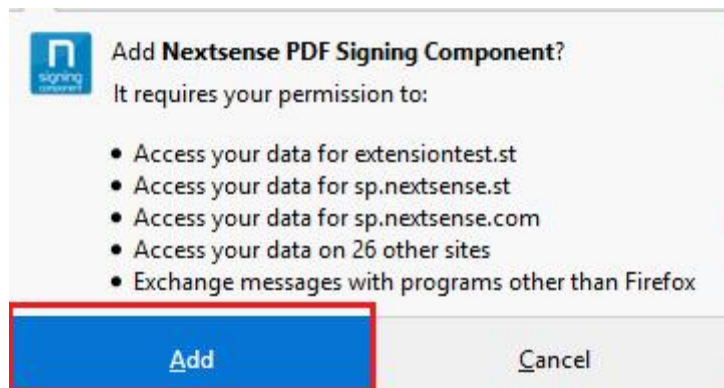 Add Nextsense PDF Signing Component?
n
signing
component
It requires your permission to:
• Access your data for extensiontest.st
• Access your data for sp.nextsense.st
• Access your data for sp.nextsense.com
• Access your data on 26 other sites
• Exchange messages with programs other than Firefox
Add
Cancel